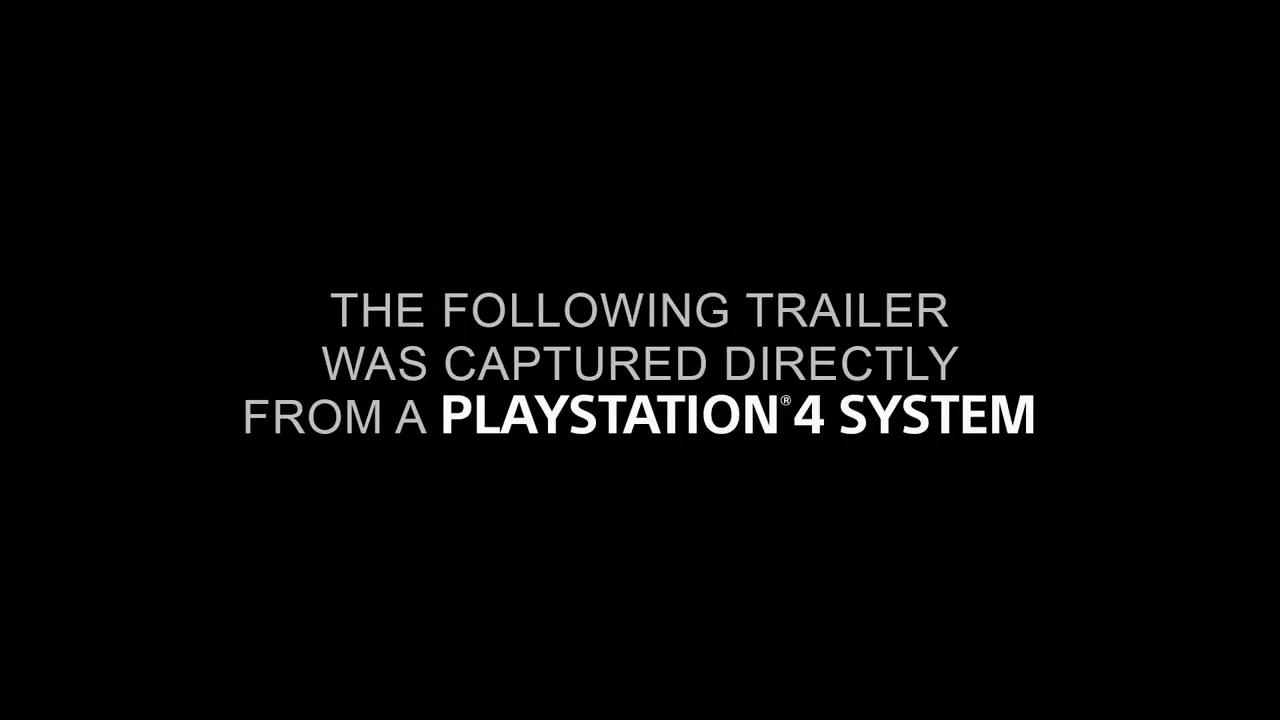 THE FOLLOWING TRAILER
WAS CAPTURED DIRECTLY
FROM A PLAYSTATION®4 SYSTEM